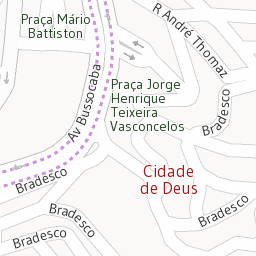 Praça Mário
Battiston
R André Thomaz
Av Bussocaba
Praça Jorge
Henrique
Teixeira
Vasconcelos
Bradesco
Bradesco
Cidade
de Deus
Bradesco
Bradesco
Bradesco